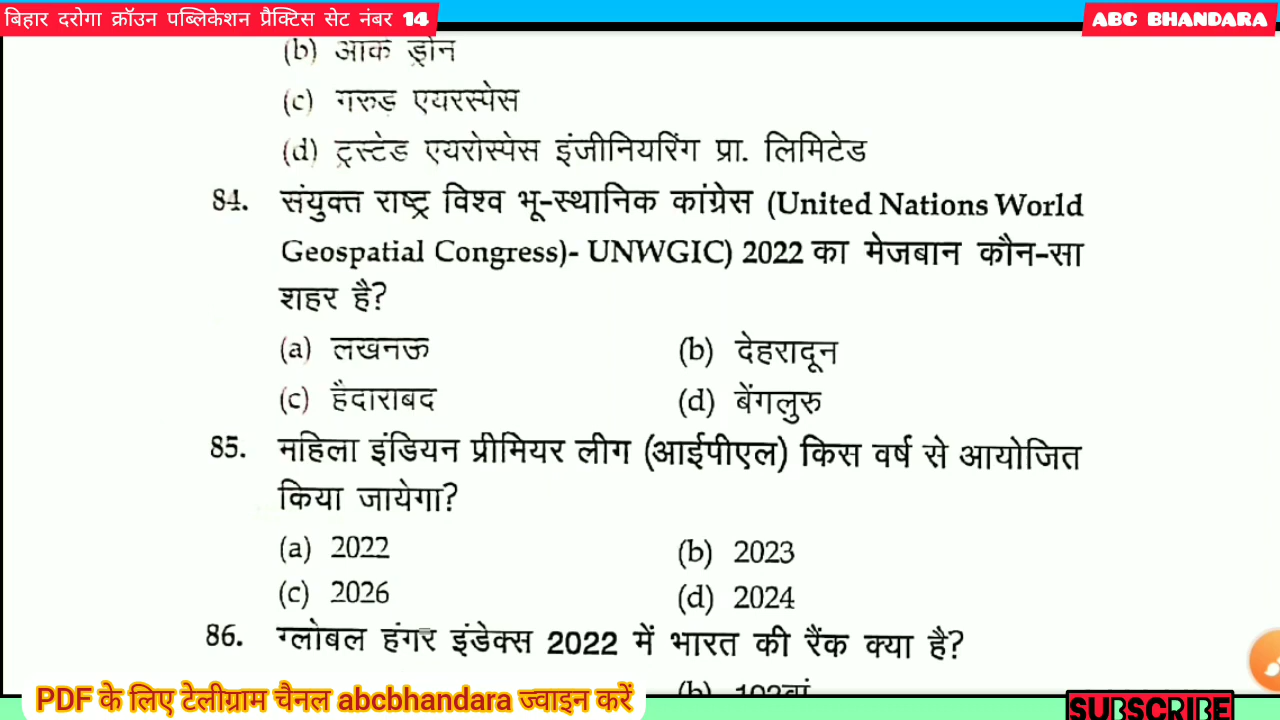 बिहार दरोगा क्रॉउन पब्लिकेशन प्रैक्टिस सेट नंबर 14
ABC BHANDARA
(b) आर्क ड्रोन
(c) गरुड़ एयरस्पेस
(d) ट्रस्टेड एयरोस्पेस इंजीनियरिंग प्रा. लिमिटेड
84. संयुक्त राष्ट्र विश्व भू-स्थानिक कांग्रेस (United Nations World
Geospatial Congress)- UNWGIC) 2022 का मेजबान कौन-सा
शहर है?
(a) लखनऊ (b) देहरादून
(c) हैदाराबद (d) बेंगलुरु
85. महिला इंडियन प्रीमियर लीग (आईपीएल) किस वर्ष से आयोजित
किया जायेगा?
(a) 2022 (b) 2023
(c) 2026 (d) 2024
86. ग्लोबल हंगर इंडेक्स 2022 में भारत की रैंक क्या है?
(b) 102वां
PDF के लिए टेलीग्राम चैनल abcbhandara ज्वाइन करें
SUBSCRIBE